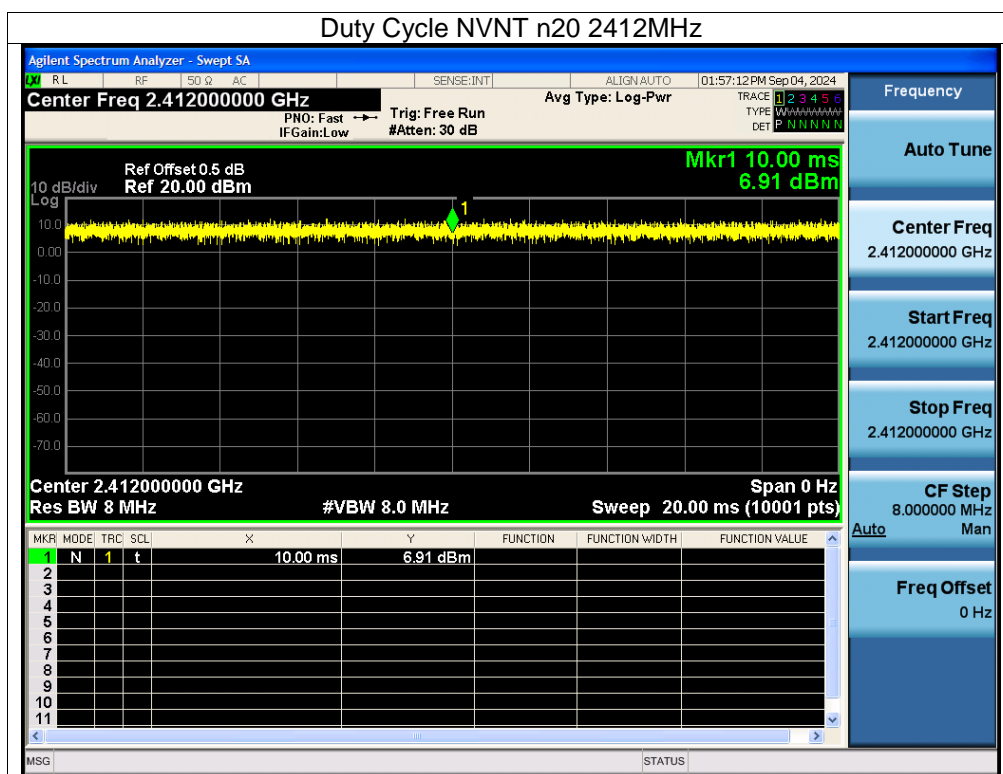 Duty Cycle NVNT n20 2412MHz
Agilent Spectrum Analyzer - Swept SA
LXI RL RF 50 Ω AC SENSE:INT ALIGN AUTO 01:57:12 PM Sep 04, 2024
Center Freq 2.412000000 GHz
PNO: Fast
IFGain:Low
Trig: Free Run
#Atten: 30 dB
Avg Type: Log-Pwr
TRACE 1 2 3 4 5 6
TYPE W
DET P N N N N N
Mkr1 10.00 ms
6.91 dBm
Ref Offset 0.5 dB
10 dB/div Ref 20.00 dBm
Log
1
10.0
0.00
-10.0
-20.0
-30.0
-40.0
-50.0
-60.0
-70.0
Center 2.412000000 GHz Span 0 Hz
Res BW 8 MHz #VBW 8.0 MHz Sweep 20.00 ms (10001 pts)
MKR MODE TRC SCL X Y FUNCTION FUNCTION WIDTH FUNCTION VALUE
1 N 1 t 10.00 ms 6.91 dBm
2
3
4
5
6
7
8
9
10
11
MSG STATUS
Frequency
Auto Tune
Center Freq
2.412000000 GHz
Start Freq
2.412000000 GHz
Stop Freq
2.412000000 GHz
CF Step
8.000000 MHz
Auto Man
Freq Offset
0 Hz